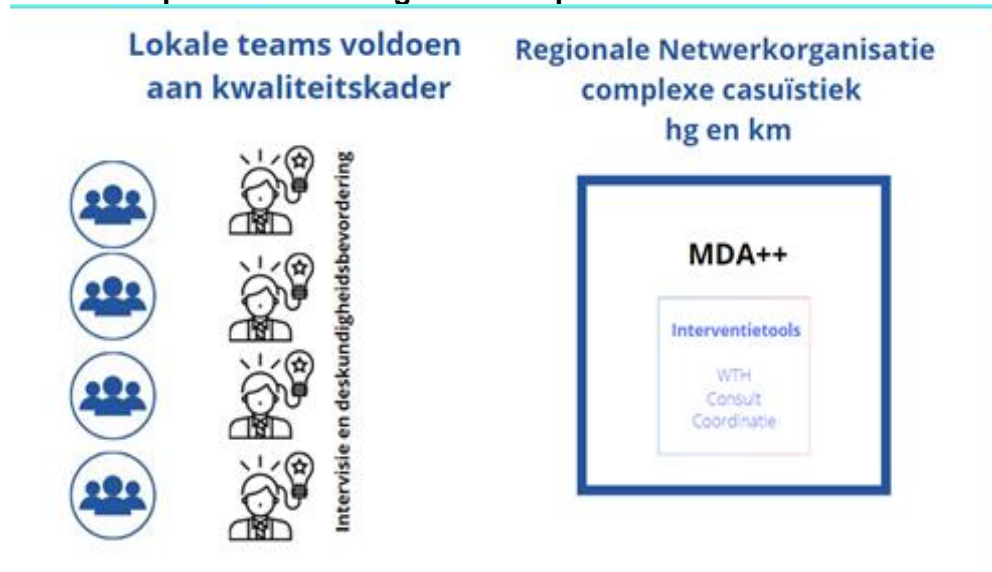 Lokale teams voldoen
aan kwaliteitskader
Intervisie en deskundigheidsbevordering
Regionale Netwerkorganisatie
complexe casuïstiek
hg en km
MDA++
Interventietools
WTH
Consult
Coördinatie